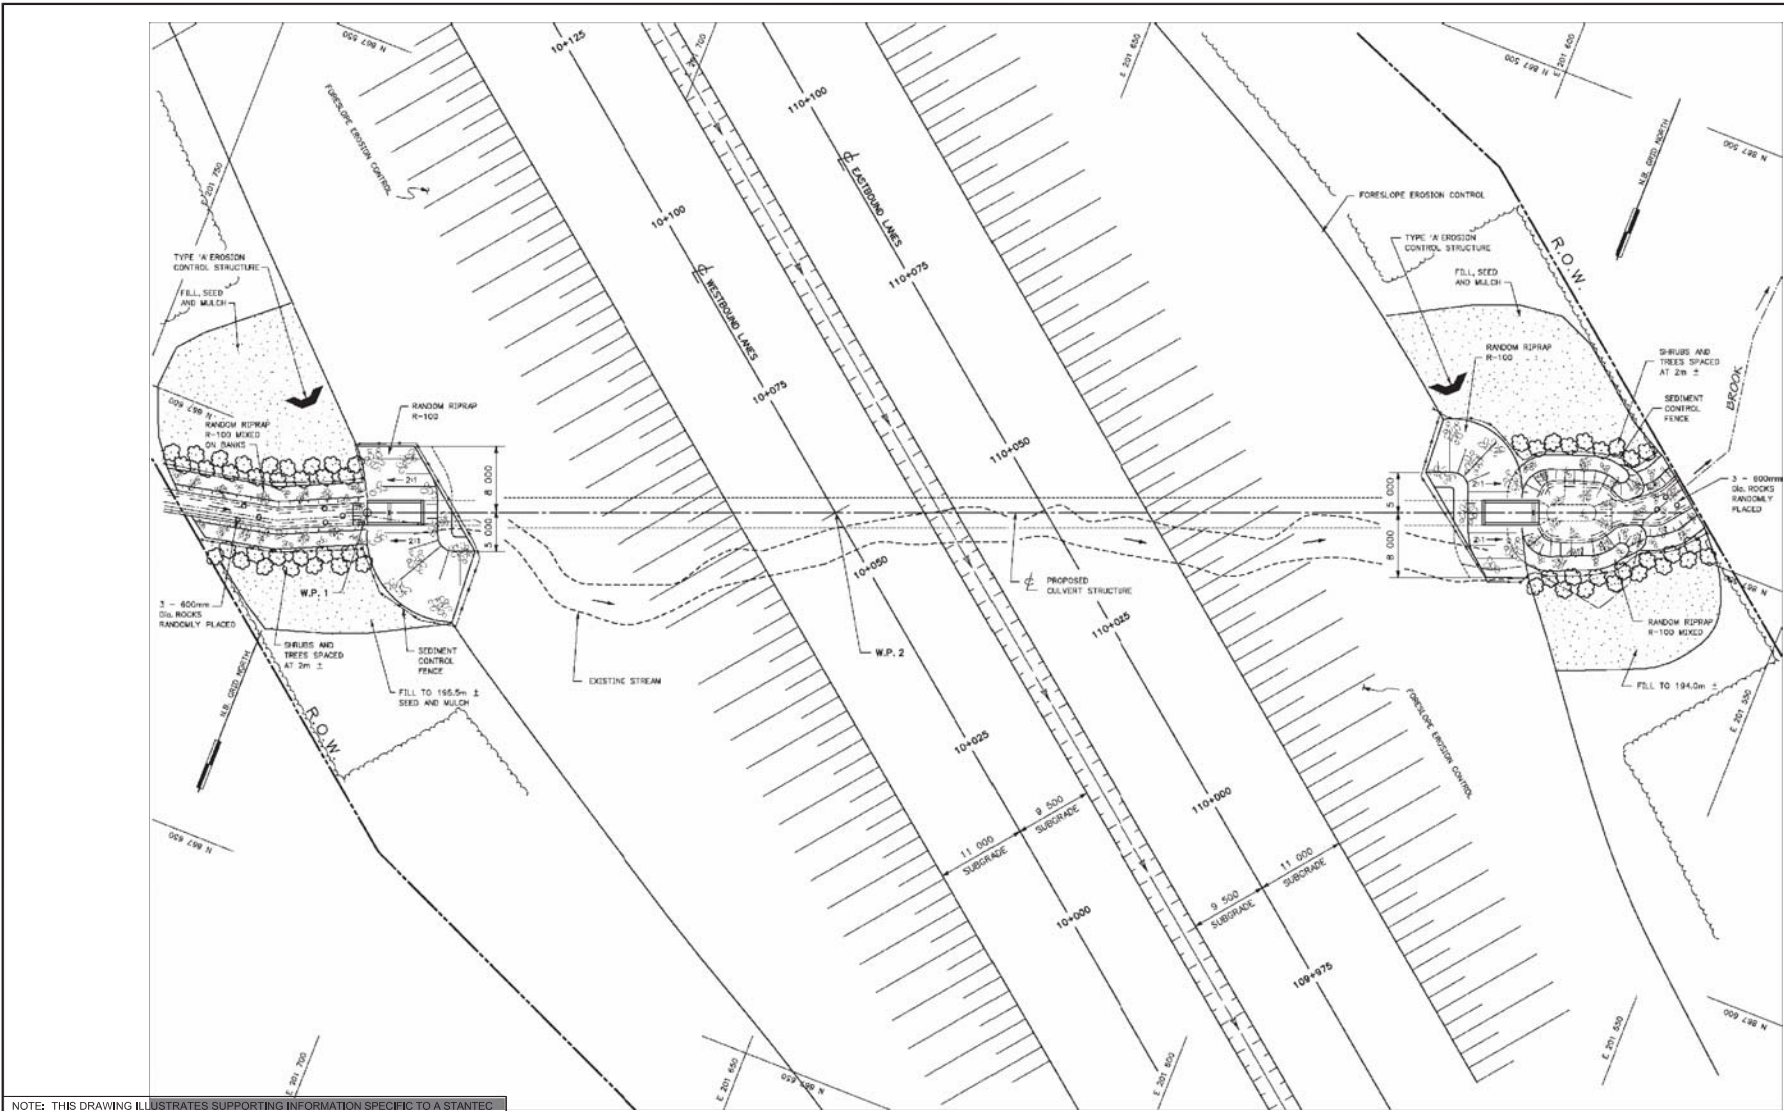 N 867 550
10+125
E 201 700
E 201 650
E 201 600
N 867 500
N 867 500
110+100
FORESLOPE EROSION CONTROL
E 201 750
N.B. GRID NORTH
EASTBOUND LANES
FORESLOPE EROSION CONTROL
10+100
TYPE 'A' EROSION
CONTROL STRUCTURE
TYPE 'A' EROSION
CONTROL STRUCTURE
R.O.W.
110+075
FILL, SEED
AND MULCH
FILL, SEED
AND MULCH
WESTBOUND LANES
RANDOM RIPRAP
R-100
SHRUBS AND
TREES SPACED
AT 2m ±
10+075
BROOK
N 867 600
RANDOM RIPRAP
R-100
RANDOM RIPRAP
R-100 MIXED
ON BANKS
SEDIMENT
CONTROL
FENCE
110+050
8 000
2:1
5 000
2:1
3 - 600mm
Dia. ROCKS
RANDOMLY
PLACED
5 000
2:1
8 000
2:1
10+050
PROPOSED
CULVERT STRUCTURE
W.P. 1
3 - 600mm
Dia. ROCKS
RANDOMLY PLACED
110+025
RANDOM RIPRAP
R-100 MIXED
SHRUBS AND
TREES SPACED
AT 2m ±
SEDIMENT
CONTROL
FENCE
W.P. 2
EXISTING STREAM
FILL TO 195.5m ±
SEED AND MULCH
FILL TO 194.0m ±
N.B. GRID NORTH
R.O.W.
E 201 550
FORESLOPE EROSION CONTROL
10+025
110+000
9 500
SUBGRADE
11 000
SUBGRADE
N 867 650
11 000
SUBGRADE
9 500
SUBGRADE
10+000
109+975
N 867 600
E 201 550
E 201 700
E 201 650
N 867 650
NOTE: THIS DRAWING ILLUSTRATES SUPPORTING INFORMATION SPECIFIC TO A STANTEC